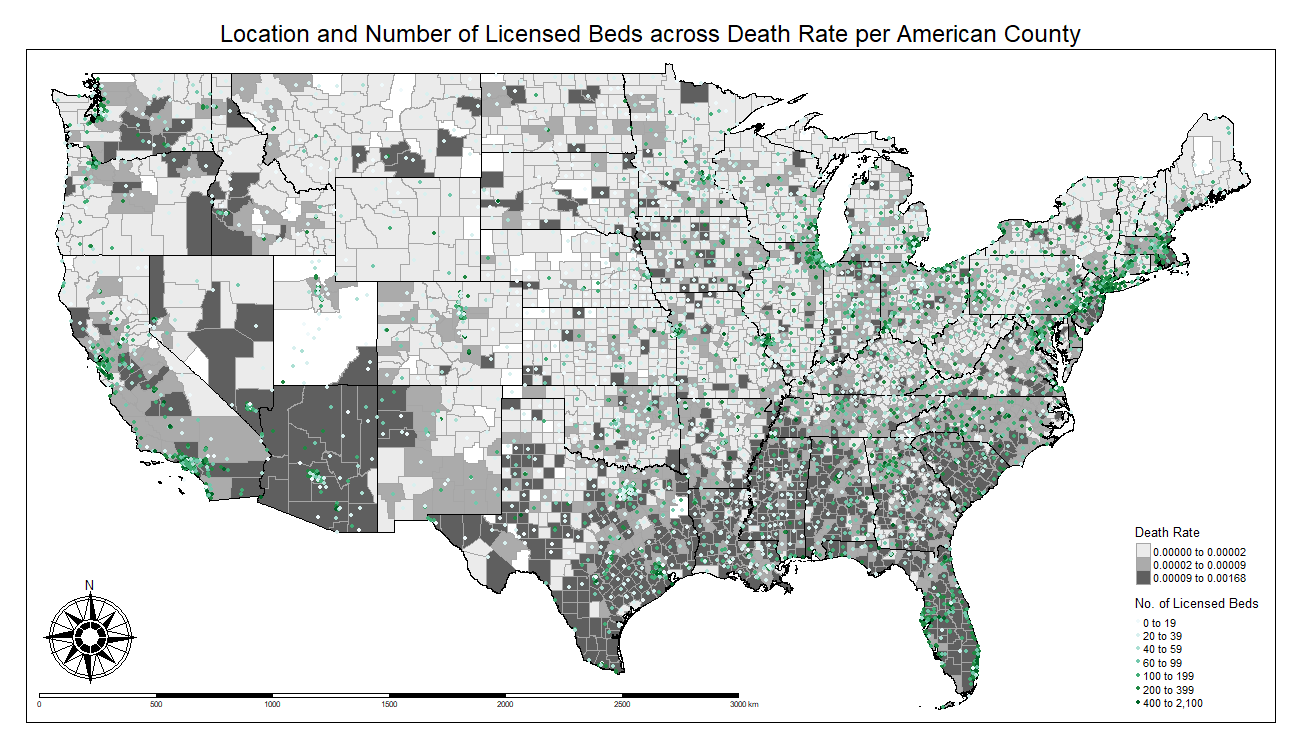 Location and Number of Licensed Beds across Death Rate per American County
Death Rate
0.00000 to 0.00002
0.00002 to 0.00009
0.00009 to 0.00168
No. of Licensed Beds
0 to 19
20 to 39
40 to 59
60 to 99
100 to 199
200 to 399
400 to 2,100
N
0 500 1000 1500 2000 2500 3000 km